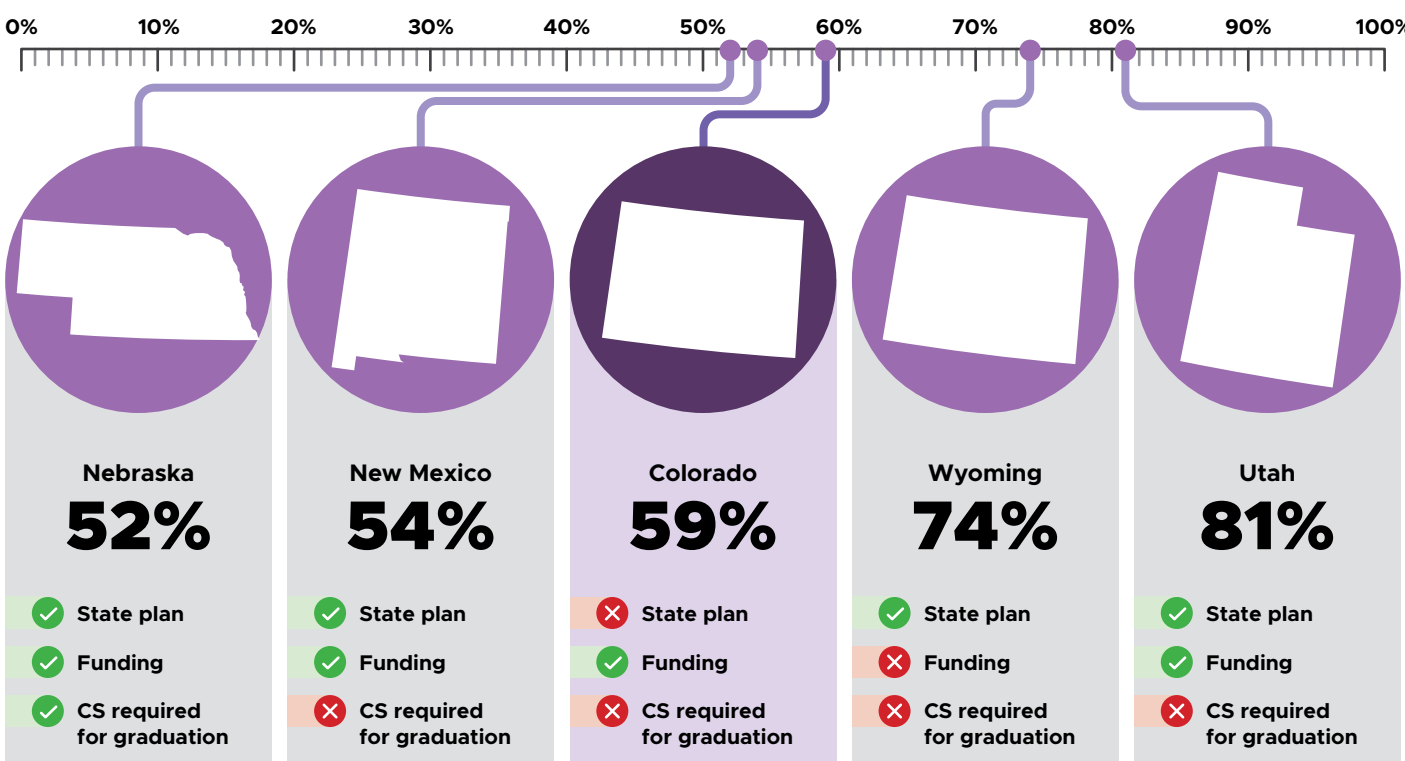 0% 10% 20% 30% 40% 50% 60% 70% 80% 90% 100%
Nebraska
52%
State plan
Funding
CS required
for graduation
New Mexico
54%
State plan
Funding
CS required
for graduation
Colorado
59%
State plan
Funding
CS required
for graduation
Wyoming
74%
State plan
Funding
CS required
for graduation
Utah
81%
State plan
Funding
CS required
for graduation